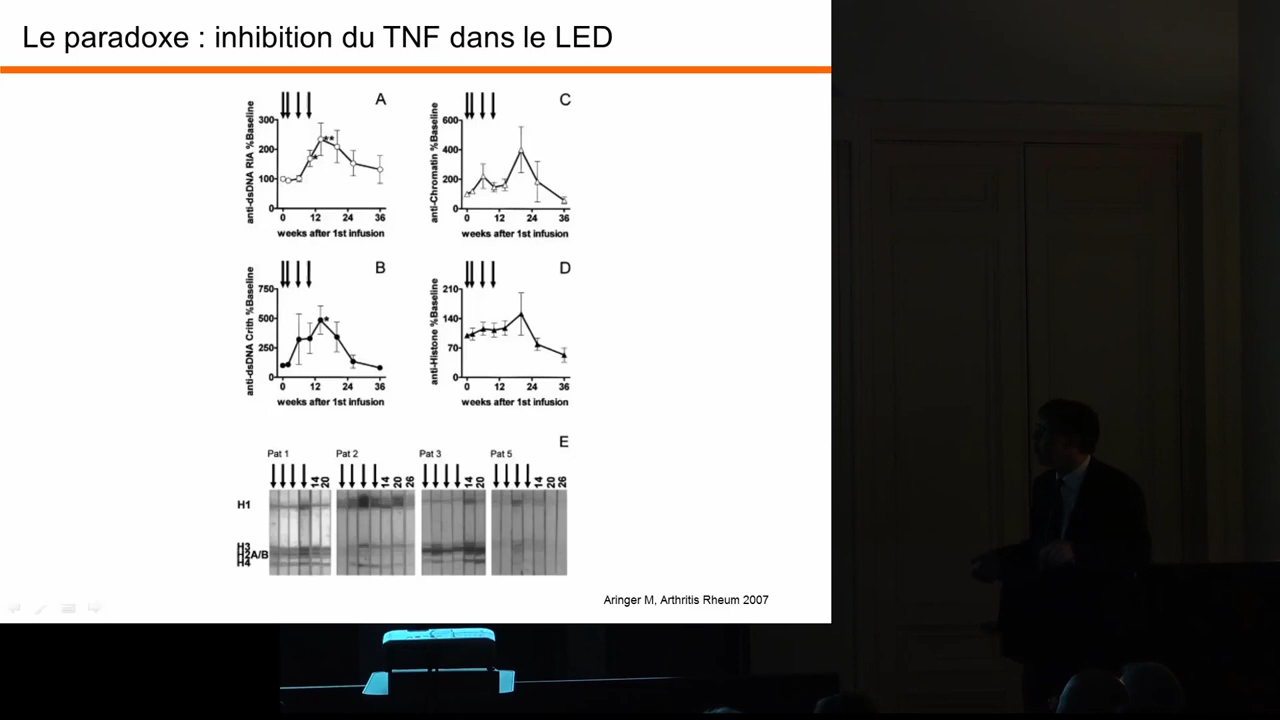 Le paradoxe : inhibition du TNF dans le LED
A
anti-dsDNA RIA %Baseline
300
200
100
0
**
*
0 12 24 36
weeks after 1st infusion
C
anti-Chromatin %Baseline
600
400
200
0
0 12 24 36
weeks after 1st infusion
B
anti-dsDNA Crith %Baseline
750
500
250
0
*
0 12 24 36
weeks after 1st infusion
D
anti-Histone %Baseline
210
140
70
0
0 12 24 36
weeks after 1st infusion
E
Pat 1 Pat 2 Pat 3 Pat 5
14 20 14 20 26 14 20 14 20 26
H1
H3
H2A/B
H4
Aringer M, Arthritis Rheum 2007